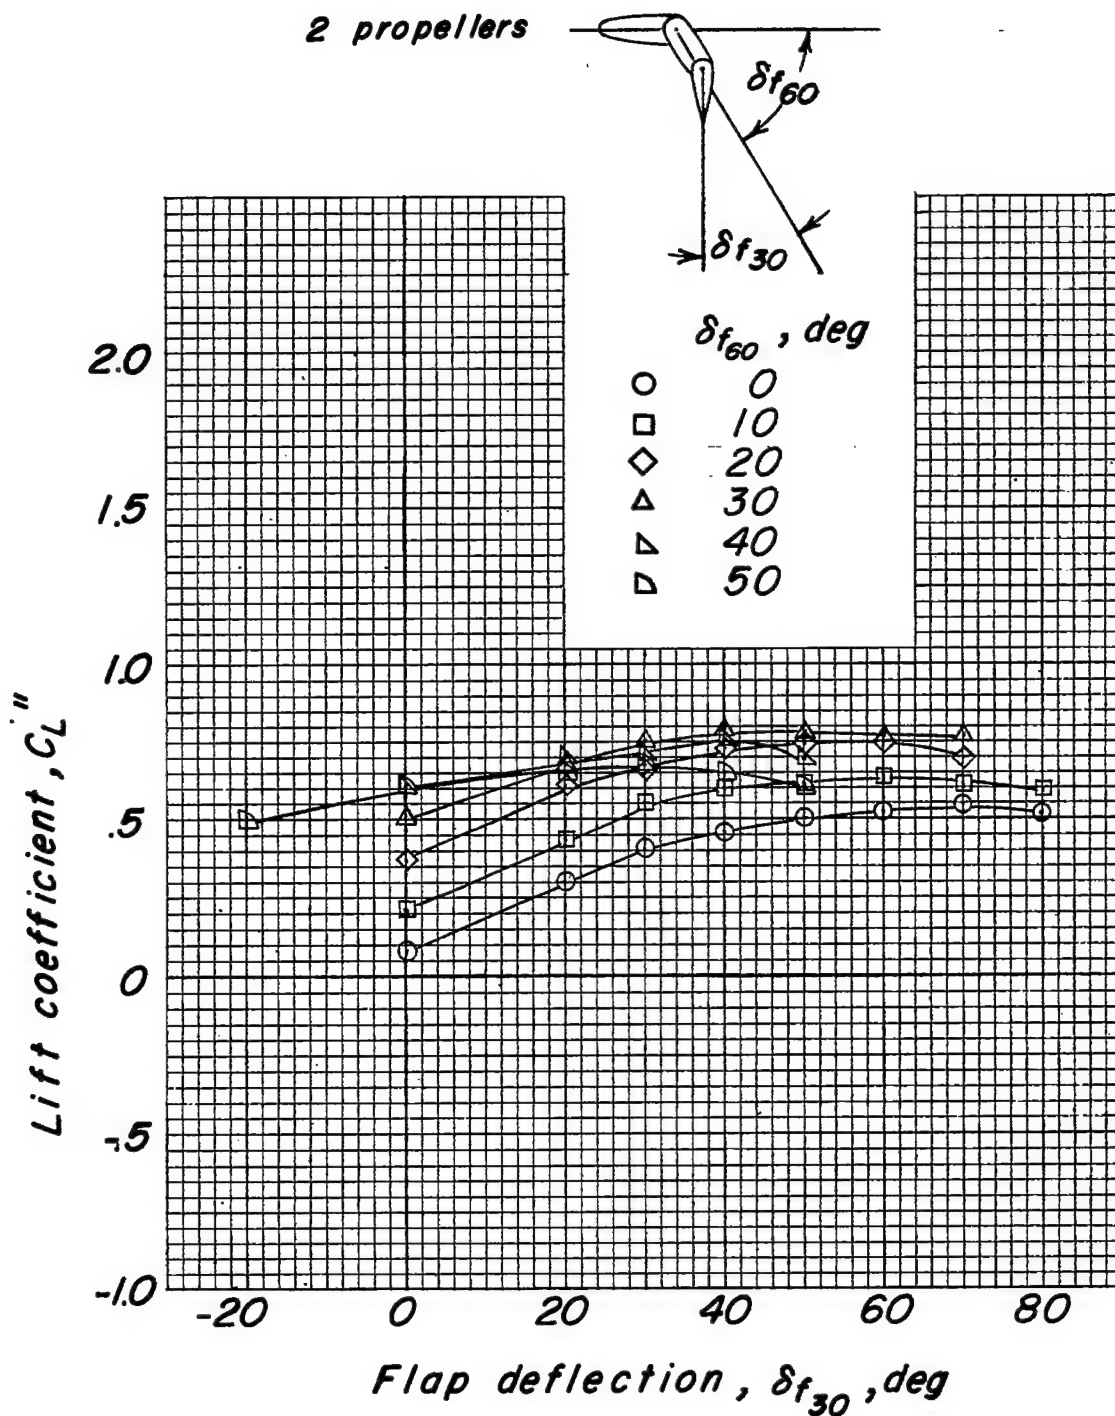 2 propellers
δf60
δf30
δf60, deg
0
10
20
30
40
50
2.0
1.5
1.0
.5
0
-.5
-1.0
Lift coefficient, CL"
-20 0 20 40 60 80
Flap deflection, δf30, deg